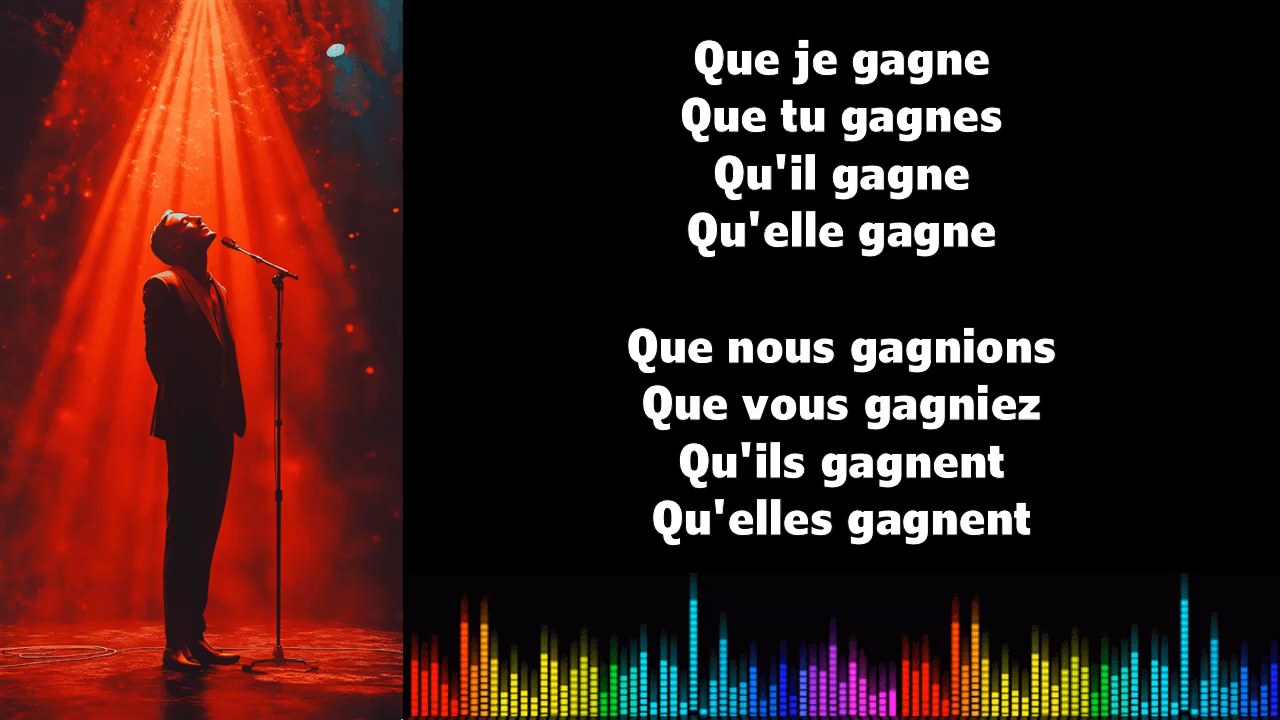 Que je gagne
Que tu gagnes
Qu'il gagne
Qu'elle gagne
Que nous gagnions
Que vous gagniez
Qu'ils gagnent
Qu'elles gagnent